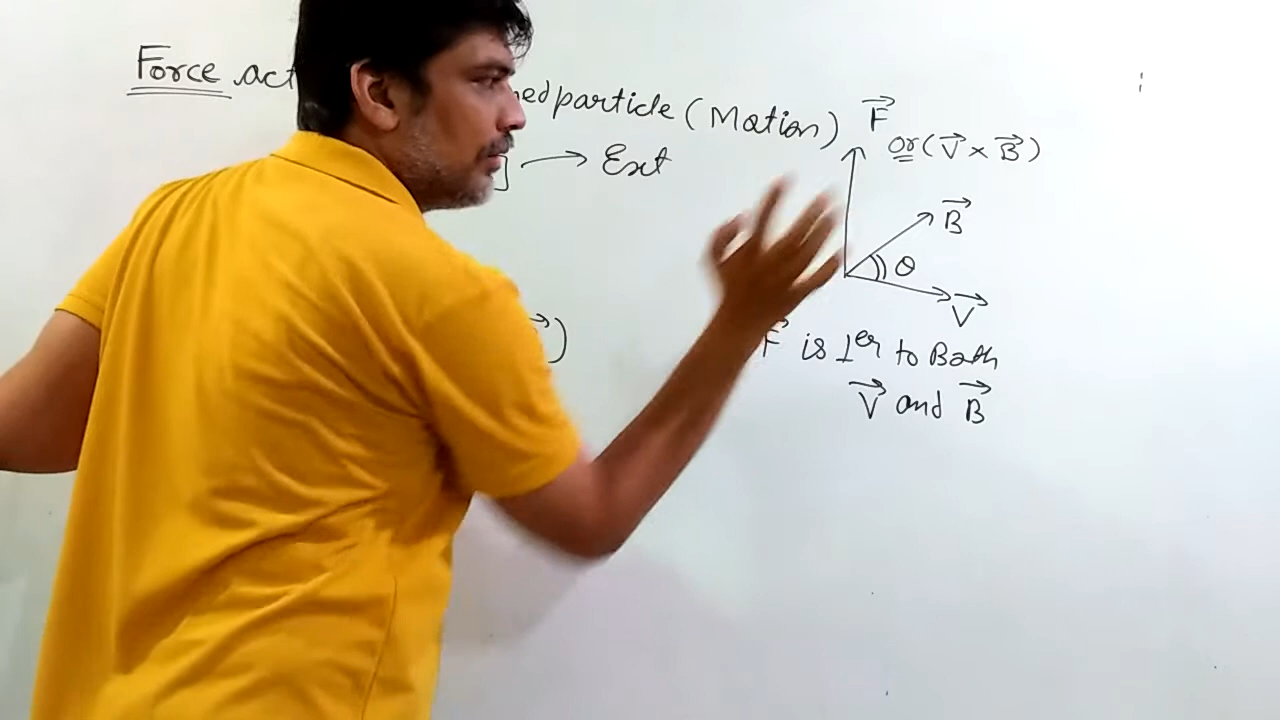 Force act
ed particle (Motion)
→ Ext
F⃗
or (V⃗ × B⃗)
B⃗
θ
V⃗
F⃗ is ⊥er to Both
V⃗ and B⃗